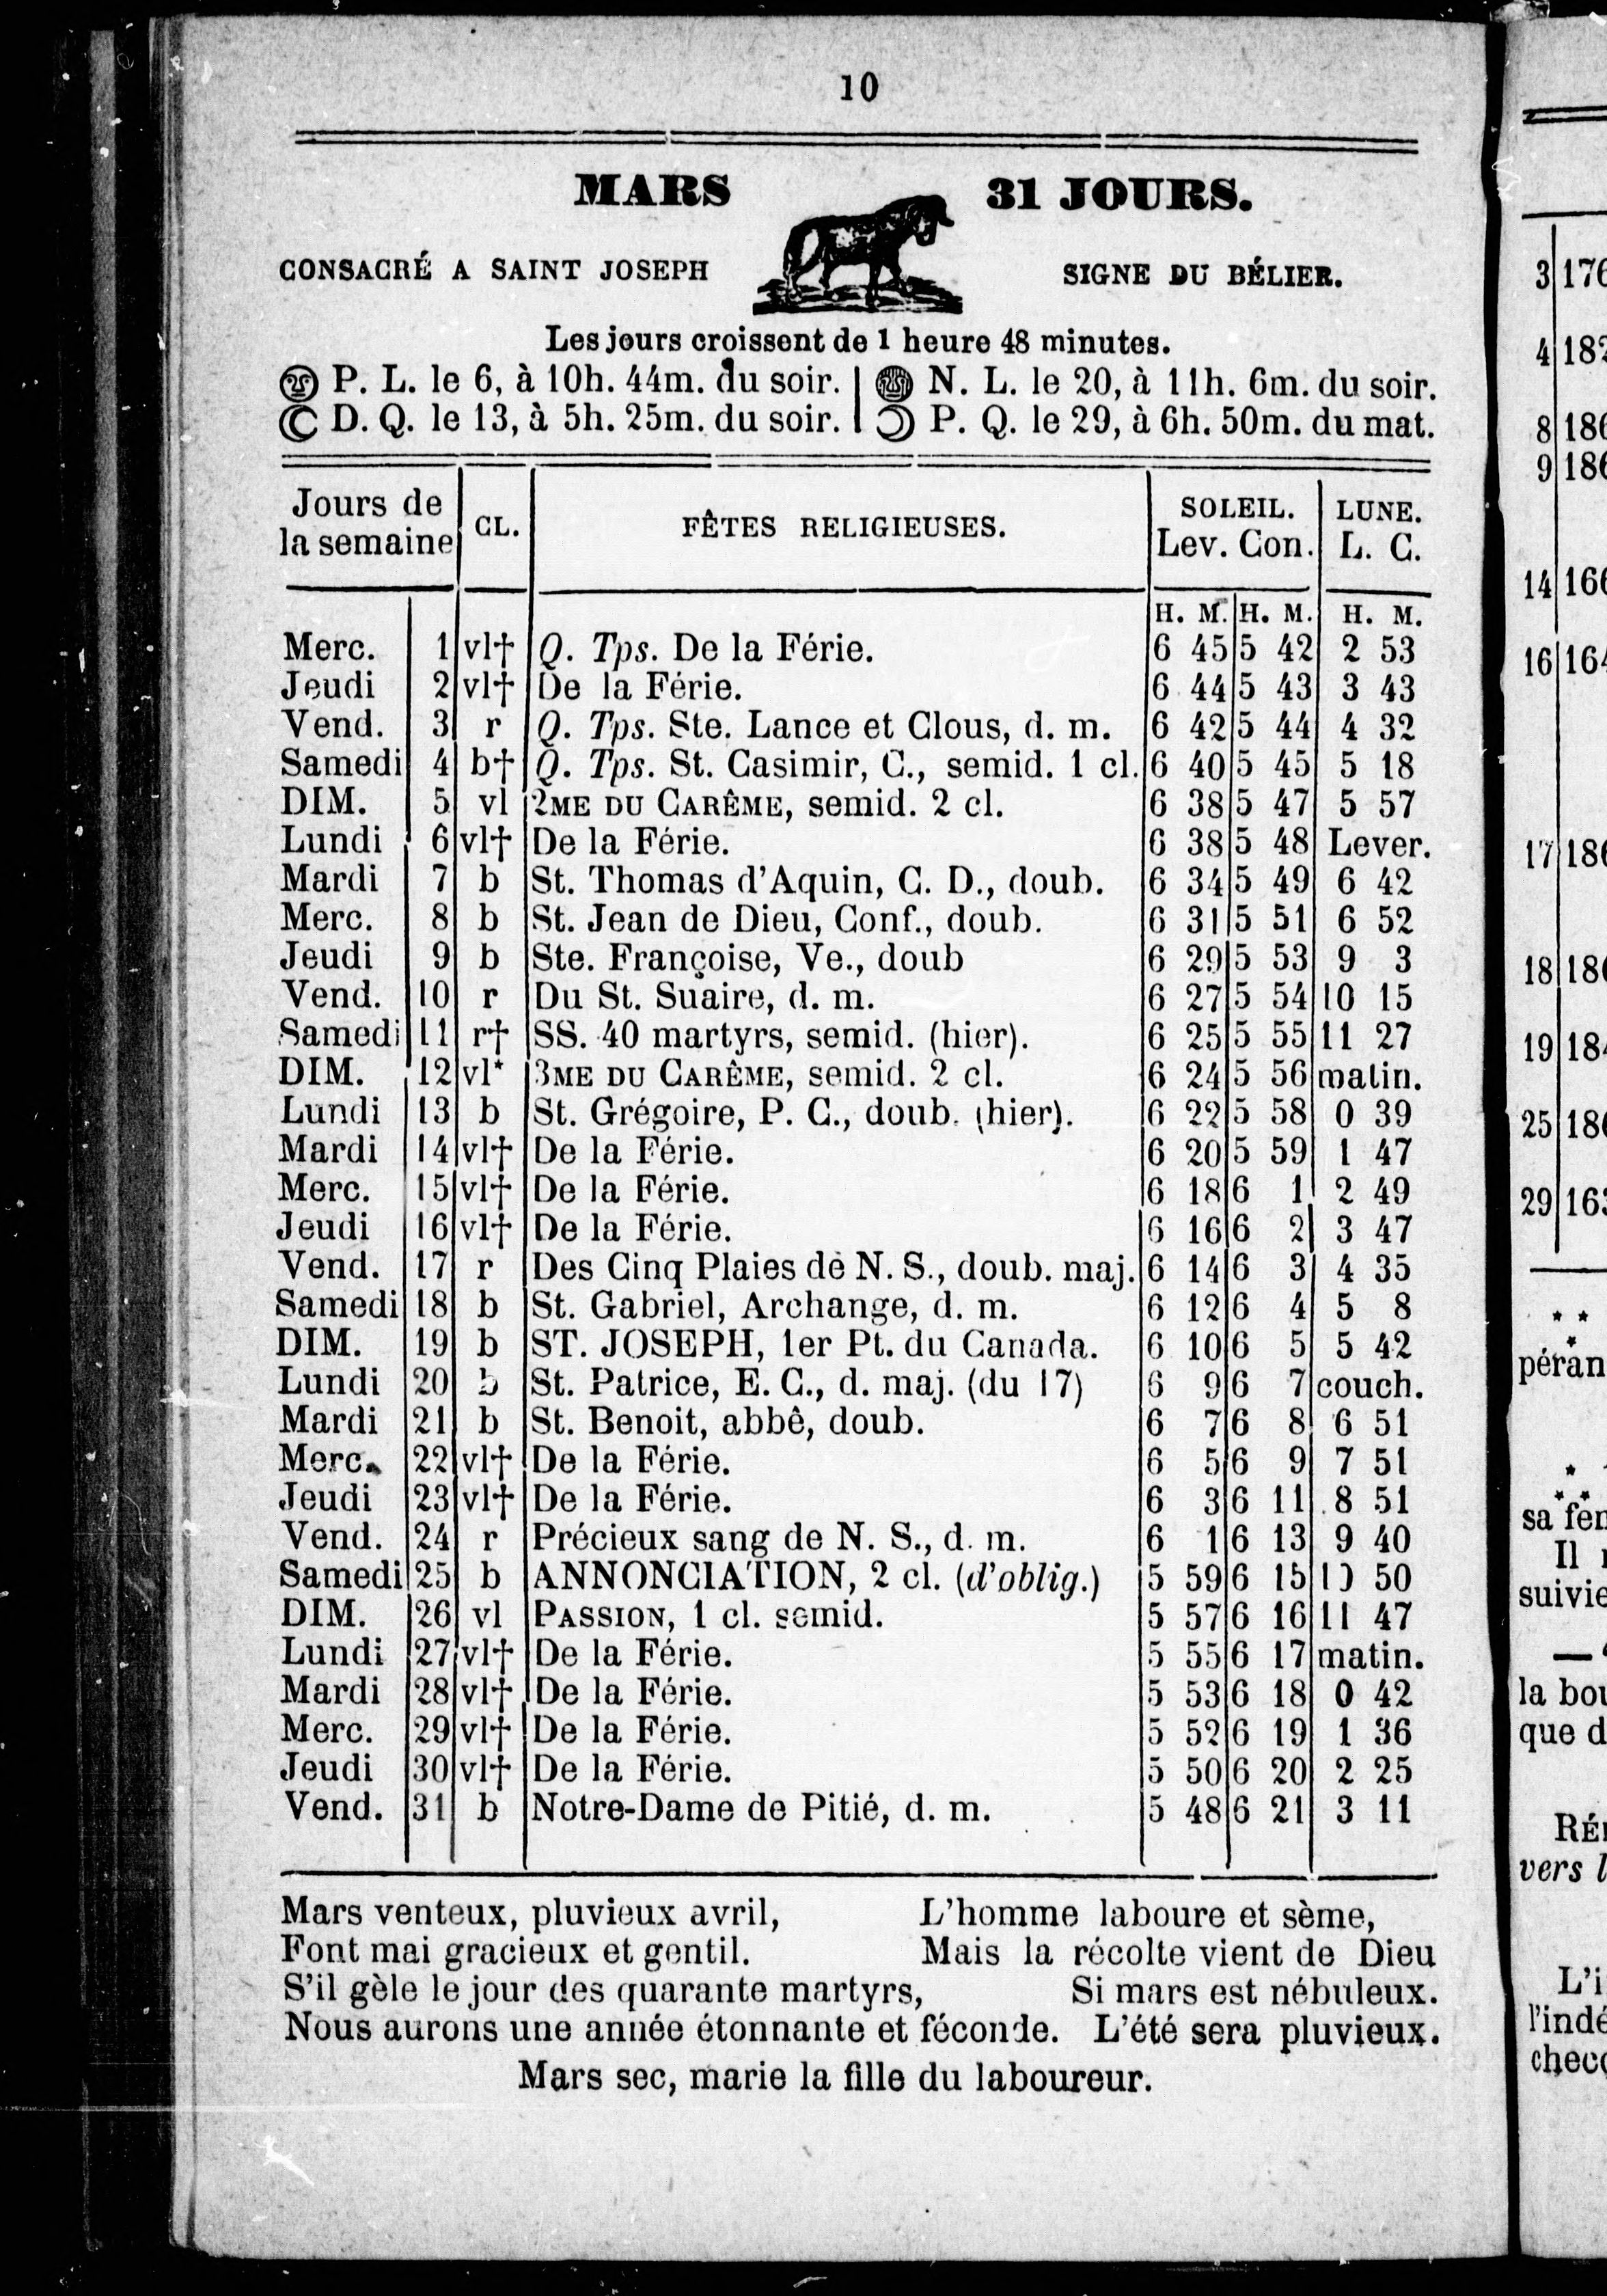 10
MARS 31 JOURS.
CONSACRÉ A SAINT JOSEPH SIGNE DU BÉLIER.
Les jours croissent de 1 heure 48 minutes.
P. L. le 6, à 10h. 44m. du soir. | N. L. le 20, à 11h. 6m. du soir.
D. Q. le 13, à 5h. 25m. du soir. | P. Q. le 29, à 6h. 50m. du mat.
Jours de la semaine CL. FÊTES RELIGIEUSES. SOLEIL. Lev. Con. LUNE. L. C.
H. M. H. M. H. M.
Merc. 1 vl† Q. Tps. De la Férie. 6 45 5 42 2 53
Jeudi 2 vl† De la Férie. 6 44 5 43 3 43
Vend. 3 r Q. Tps. Ste. Lance et Clous, d. m. 6 42 5 44 4 32
Samedi 4 b† Q. Tps. St. Casimir, C., semid. 1 cl. 6 40 5 45 5 18
DIM. 5 vl 2ME DU CARÊME, semid. 2 cl. 6 38 5 47 5 57
Lundi 6 vl† De la Férie. 6 38 5 48 Lever.
Mardi 7 b St. Thomas d'Aquin, C. D., doub. 6 34 5 49 6 42
Merc. 8 b St. Jean de Dieu, Conf., doub. 6 31 5 51 6 52
Jeudi 9 b Ste. Françoise, Ve., doub 6 29 5 53 9 3
Vend. 10 r Du St. Suaire, d. m. 6 27 5 54 10 15
Samedi 11 r† SS. 40 martyrs, semid. (hier). 6 25 5 55 11 27
DIM. 12 vl* 3ME DU CARÊME, semid. 2 cl. 6 24 5 56 matin.
Lundi 13 b St. Grégoire, P. C., doub. (hier). 6 22 5 58 0 39
Mardi 14 vl† De la Férie. 6 20 5 59 1 47
Merc. 15 vl† De la Férie. 6 18 6 1 2 49
Jeudi 16 vl† De la Férie. 6 16 6 2 3 47
Vend. 17 r Des Cinq Plaies de N. S., doub. maj. 6 14 6 3 4 35
Samedi 18 b St. Gabriel, Archange, d. m. 6 12 6 4 5 8
DIM. 19 b ST. JOSEPH, 1er Pt. du Canada. 6 10 6 5 5 42
Lundi 20 b St. Patrice, E. C., d. maj. (du 17) 6 9 6 7 couch.
Mardi 21 b St. Benoit, abbê, doub. 6 7 6 8 6 51
Merc. 22 vl† De la Férie. 6 5 6 9 7 51
Jeudi 23 vl† De la Férie. 6 3 6 11 8 51
Vend. 24 r Précieux sang de N. S., d. m. 6 1 6 13 9 40
Samedi 25 b ANNONCIATION, 2 cl. (d'oblig.) 5 59 6 15 10 50
DIM. 26 vl PASSION, 1 cl. semid. 5 57 6 16 11 47
Lundi 27 vl† De la Férie. 5 55 6 17 matin.
Mardi 28 vl† De la Férie. 5 53 6 18 0 42
Merc. 29 vl† De la Férie. 5 52 6 19 1 36
Jeudi 30 vl† De la Férie. 5 50 6 20 2 25
Vend. 31 b Notre-Dame de Pitié, d. m. 5 48 6 21 3 11
Mars venteux, pluvieux avril, L'homme laboure et sème,
Font mai gracieux et gentil. Mais la récolte vient de Dieu
S'il gèle le jour des quarante martyrs, Si mars est nébuleux.
Nous aurons une année étonnante et féconde. L'été sera pluvieux.
Mars sec, marie la fille du laboureur.
3
4
8
9
14
16
17
18
19
25
29
Il
suivie
que d
vers